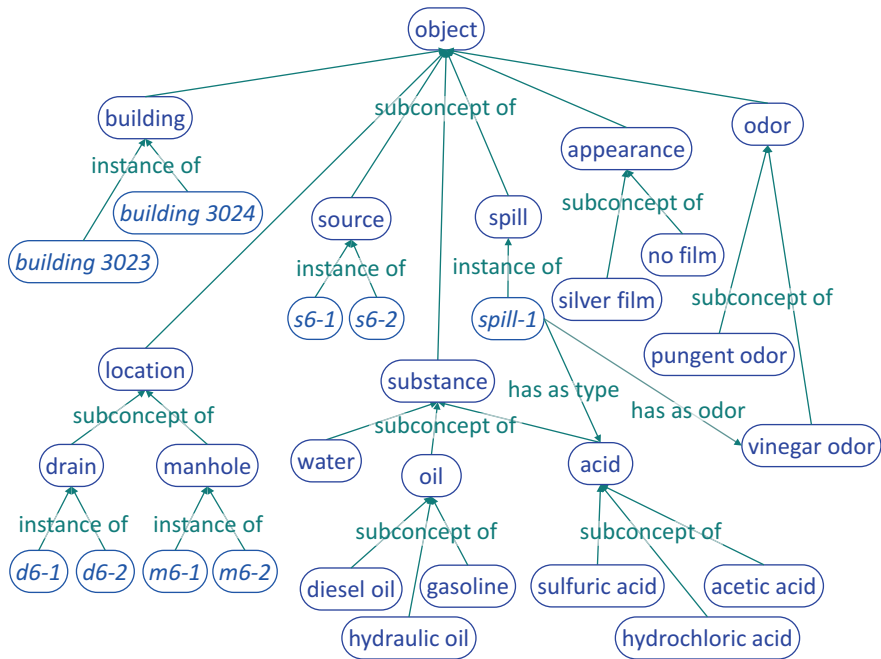 object
building
subconcept of
odor
appearance
instance of
building 3024
source
spill
subconcept of
no film
building 3023
instance of
instance of
silver film
subconcept of
s6-1
s6-2
spill-1
pungent odor
location
substance
has as type
subconcept of
has as odor
subconcept of
vinegar odor
drain
manhole
water
oil
acid
instance of
instance of
subconcept of
subconcept of
d6-1
d6-2
m6-1
m6-2
diesel oil
gasoline
sulfuric acid
acetic acid
hydraulic oil
hydrochloric acid